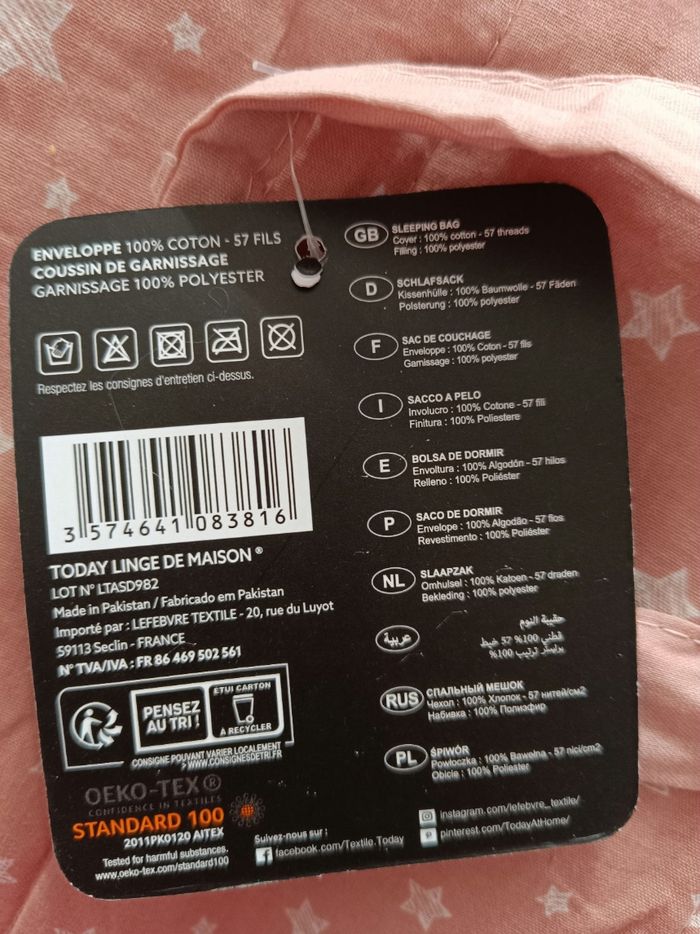 ENVELOPPE 100% COTON - 57 FILS
COUSSIN DE GARNISSAGE
GARNISSAGE 100% POLYESTER
Respectez les consignes d'entretien ci-dessus.
3 574641 083816
TODAY LINGE DE MAISON ®
LOT N° LTASD982
Made in Pakistan / Fabricado em Pakistan
Importé par : LEFEBVRE TEXTILE - 20, rue du Luyot
59113 Seclin - FRANCE
N° TVA/IVA : FR 86 469 502 561
PENSEZ
AU TRI !
ETUI CARTON
À RECYCLER
CONSIGNE POUVANT VARIER LOCALEMENT
> WWW.CONSIGNESDETRI.FR
OEKO-TEX ®
CONFIDENCE IN TEXTILES
STANDARD 100
2011PK0120 AITEX
Tested for harmful substances.
www.oeko-tex.com/standard100
Suivez-nous sur :
facebook.com/Textile.Today
GB SLEEPING BAG
Cover : 100% cotton - 57 threads
Filling : 100% polyester
D SCHLAFSACK
Kissenhülle : 100% Baumwolle - 57 Fäden
Polsterung : 100% polyester
F SAC DE COUCHAGE
Enveloppe : 100% Coton - 57 fils
Garnissage : 100% polyester
I SACCO A PELO
Involucro : 100% Cotone - 57 fili
Finitura : 100% Poliestere
E BOLSA DE DORMIR
Envoltura : 100% Algodón - 57 hilos
Relleno : 100% Poliéster
P SACO DE DORMIR
Envelope : 100% Algodão - 57 fios
Revestimento : 100% Poliéster
NL SLAAPZAK
Omhulsel : 100% Katoen - 57 draden
Bekleding : 100% polyester
عربية حقيبة النوم
قطني 100% 57 خيط
بوليستر ترتيب 100%
RUS СПАЛЬНЫЙ МЕШОК
Чехол : 100% Хлопок - 57 нитей/см2
Набивка : 100% Полиэфир
PL ŚPIWÓR
Powłoczka : 100% Bawełna - 57 nici/cm2
Obicie : 100% Poliester
instagram.com/lefebvre_textile/
pinterest.com/TodayAtHome/